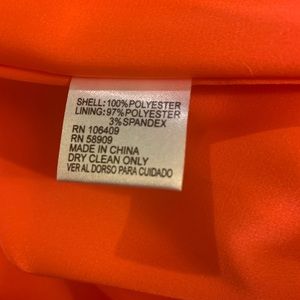 SHELL: 100% POLYESTER
LINING: 97% POLYESTER
3% SPANDEX
RN 106409
RN 58909
MADE IN CHINA
DRY CLEAN ONLY
VER AL DORSO PARA CUIDADO